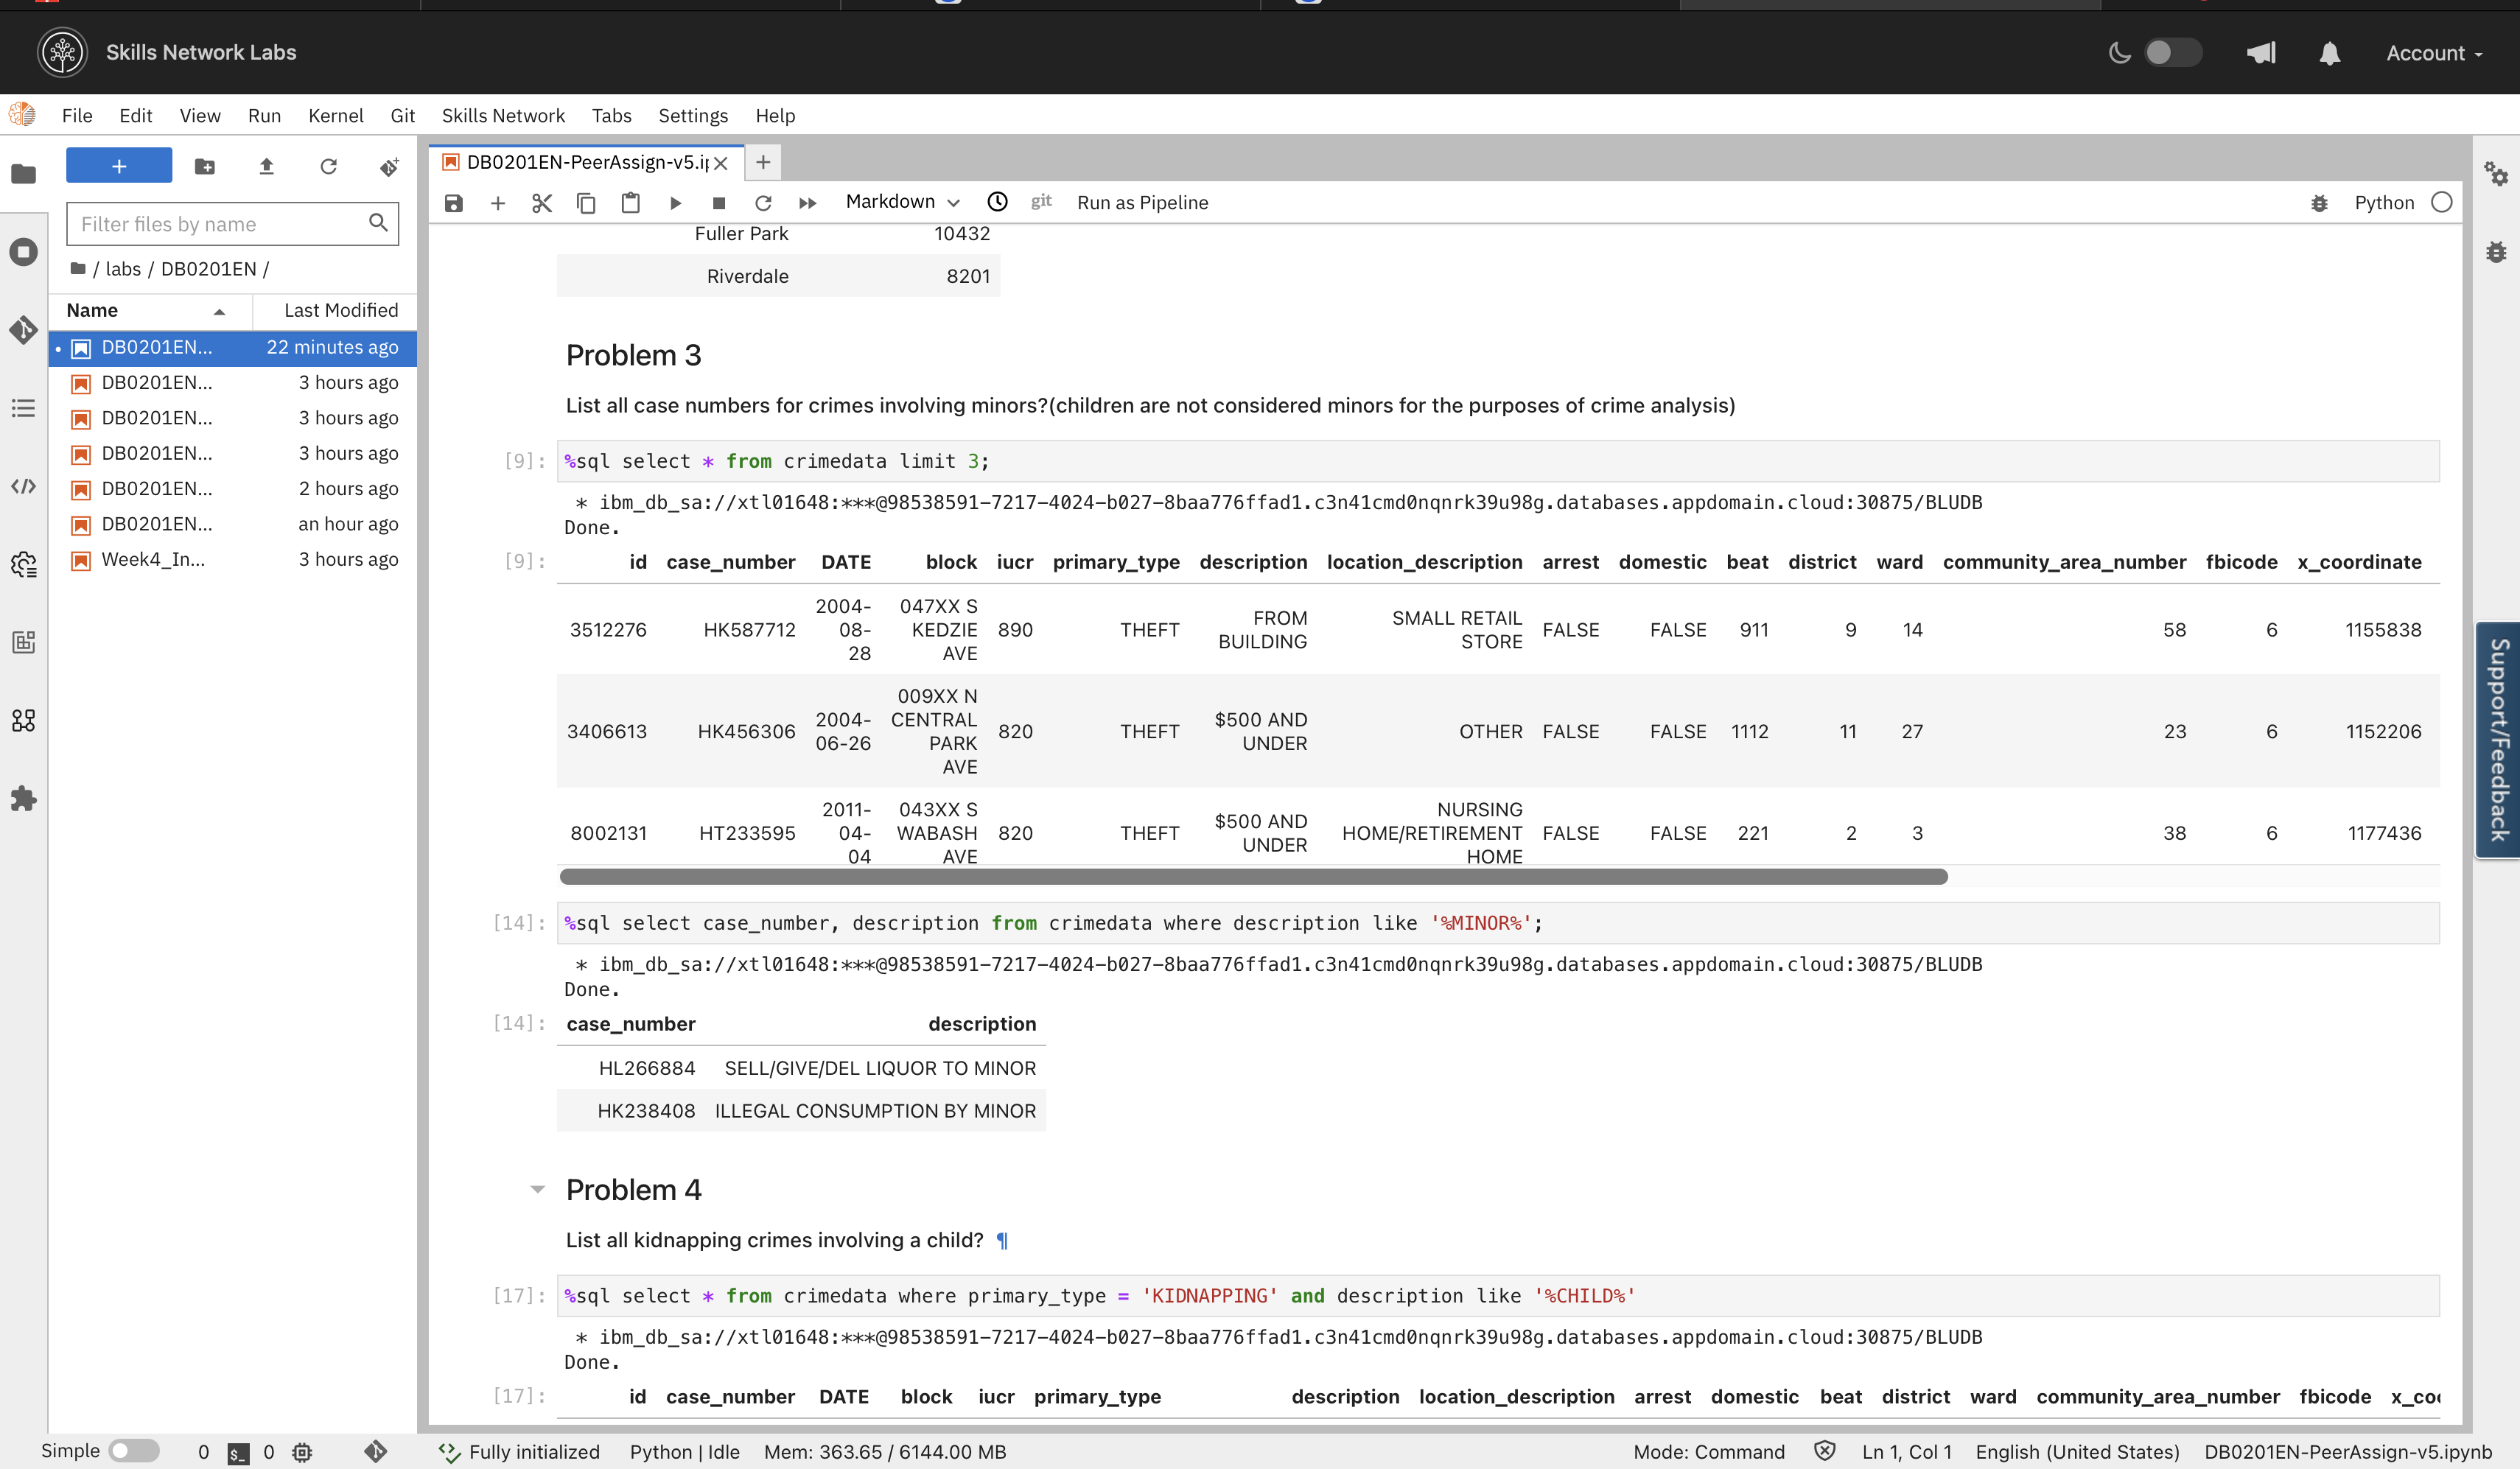 Skills Network Labs
Account
File Edit View Run Kernel Git Skills Network Tabs Settings Help
+
DB0201EN-PeerAssign-v5.ip
Markdown git Run as Pipeline Python
Filter files by name
/ labs / DB0201EN /
Name Last Modified
DB0201EN... 22 minutes ago
DB0201EN... 3 hours ago
DB0201EN... 3 hours ago
DB0201EN... 3 hours ago
DB0201EN... 2 hours ago
DB0201EN... an hour ago
Week4_In... 3 hours ago
Fuller Park 10432
Riverdale 8201
Problem 3
List all case numbers for crimes involving minors?(children are not considered minors for the purposes of crime analysis)
[9]: %sql select * from crimedata limit 3;
* ibm_db_sa://xtl01648:***@98538591-7217-4024-b027-8baa776ffad1.c3n41cmd0nqnrk39u98g.databases.appdomain.cloud:30875/BLUDB
Done.
[9]: id case_number DATE block iucr primary_type description location_description arrest domestic beat district ward community_area_number fbicode x_coordinate
2004- 047XX S
FROM SMALL RETAIL
3512276 HK587712 08- KEDZIE 890 THEFT FALSE FALSE 911 9 14 58 6 1155838
BUILDING STORE
28 AVE
009XX N
2004- CENTRAL $500 AND
3406613 HK456306 820 THEFT OTHER FALSE FALSE 1112 11 27 23 6 1152206
06-26 PARK UNDER
AVE
2011- 043XX S NURSING
$500 AND
8002131 HT233595 04- WABASH 820 THEFT HOME/RETIREMENT FALSE FALSE 221 2 3 38 6 1177436
UNDER
04 AVE HOME
[14]: %sql select case_number, description from crimedata where description like '%MINOR%';
* ibm_db_sa://xtl01648:***@98538591-7217-4024-b027-8baa776ffad1.c3n41cmd0nqnrk39u98g.databases.appdomain.cloud:30875/BLUDB
Done.
[14]: case_number description
HL266884 SELL/GIVE/DEL LIQUOR TO MINOR
HK238408 ILLEGAL CONSUMPTION BY MINOR
Problem 4
List all kidnapping crimes involving a child? ¶
[17]: %sql select * from crimedata where primary_type = 'KIDNAPPING' and description like '%CHILD%'
* ibm_db_sa://xtl01648:***@98538591-7217-4024-b027-8baa776ffad1.c3n41cmd0nqnrk39u98g.databases.appdomain.cloud:30875/BLUDB
Done.
[17]: id case_number DATE block iucr primary_type description location_description arrest domestic beat district ward community_area_number fbicode x_coo
Support/Feedback
Simple 0 $_ 0 Fully initialized Python | Idle Mem: 363.65 / 6144.00 MB Mode: Command Ln 1, Col 1 English (United States) DB0201EN-PeerAssign-v5.ipynb